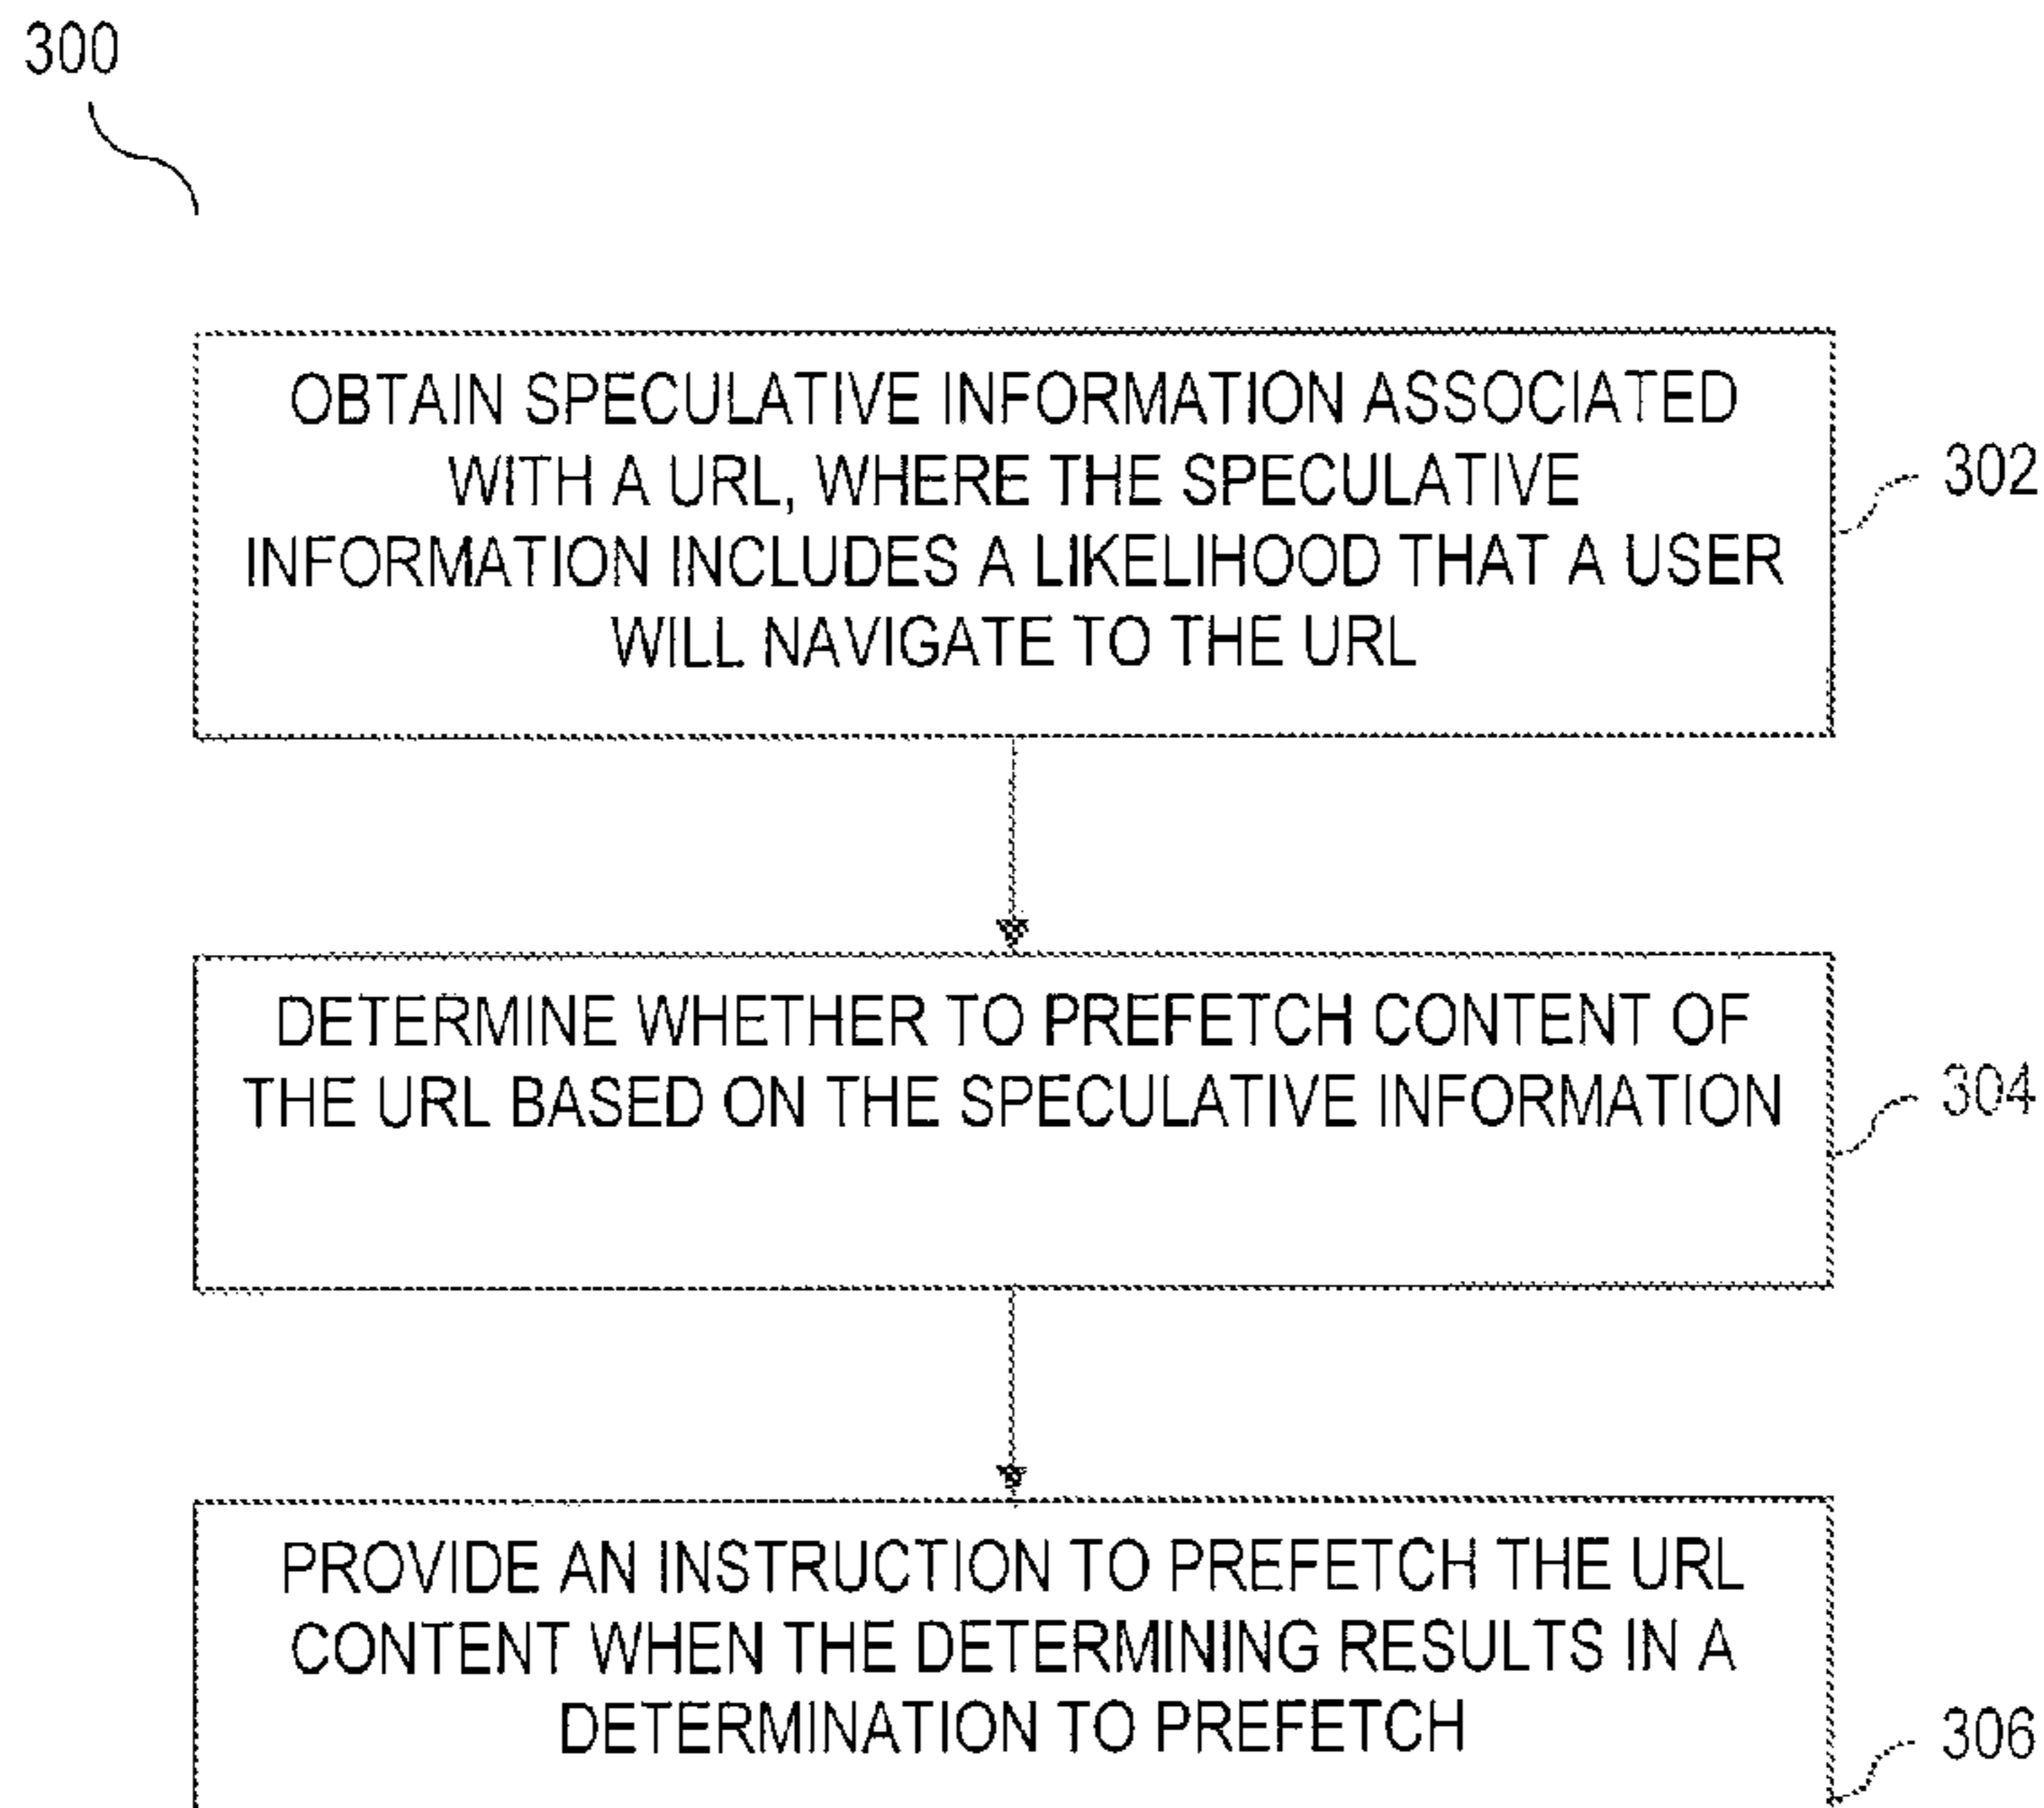 300
OBTAIN SPECULATIVE INFORMATION ASSOCIATED
WITH A URL, WHERE THE SPECULATIVE
INFORMATION INCLUDES A LIKELIHOOD THAT A USER
WILL NAVIGATE TO THE URL
302
DETERMINE WHETHER TO PREFETCH CONTENT OF
THE URL BASED ON THE SPECULATIVE INFORMATION
304
PROVIDE AN INSTRUCTION TO PREFETCH THE URL
CONTENT WHEN THE DETERMINING RESULTS IN A
DETERMINATION TO PREFETCH
306